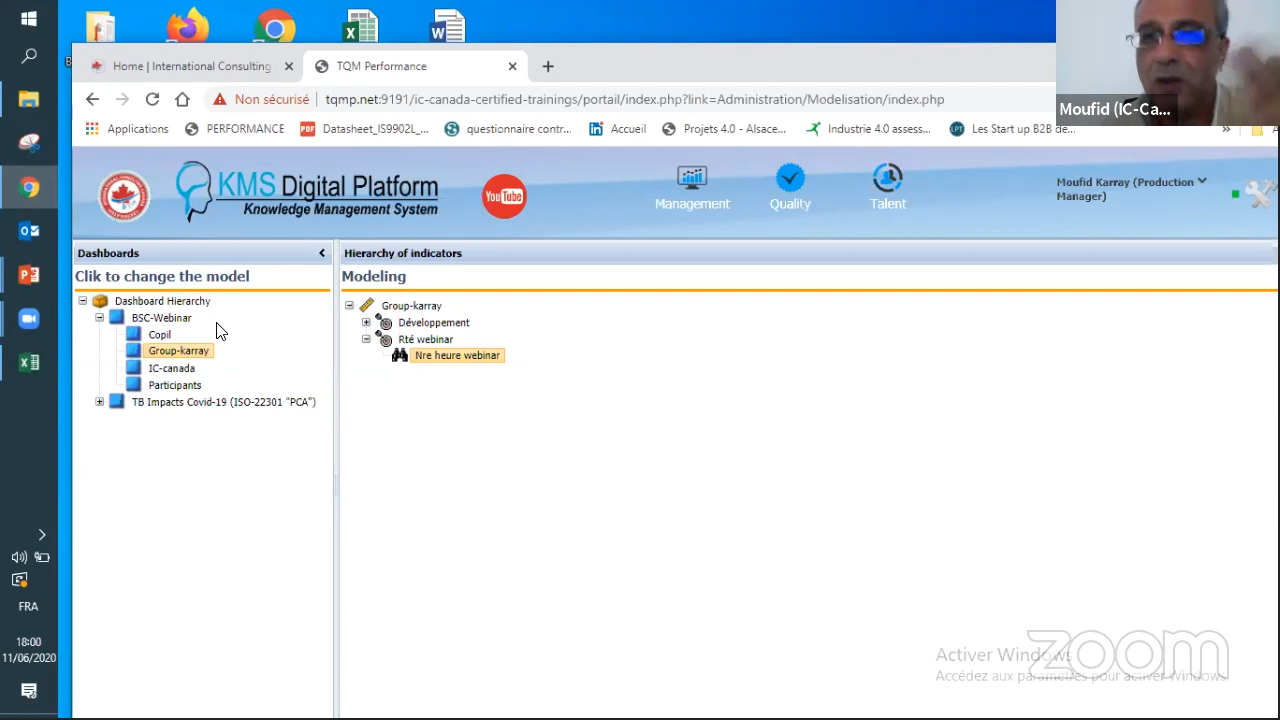 Home | International Consulting
TQM Performance
Non sécurisé
tqmp.net:9191/ic-canada-certified-trainings/portail/index.php?link=Administration/Modelisation/index.php
Moufid (IC-Ca...
Applications
PERFORMANCE
PDF
Datasheet_IS9902L_...
questionnaire contr...
Accueil
Projets 4.0 - Alsace...
Industrie 4.0 assess...
LPT
Les Start up B2B de...
»
KMS Digital Platform
Knowledge Management System
YouTube
Management
Quality
Talent
Moufid Karray (Production
Manager)
Dashboards
Clik to change the model
Dashboard Hierarchy
BSC-Webinar
Copil
Group-karray
IC-canada
Participants
TB Impacts Covid-19 (ISO-22301 "PCA")
Hierarchy of indicators
Modeling
Group-karray
Développement
Rté webinar
Nre heure webinar
FRA
18:00
11/06/2020
Activer Windows
Accédez aux paramètres pour activer Windows.
zoom